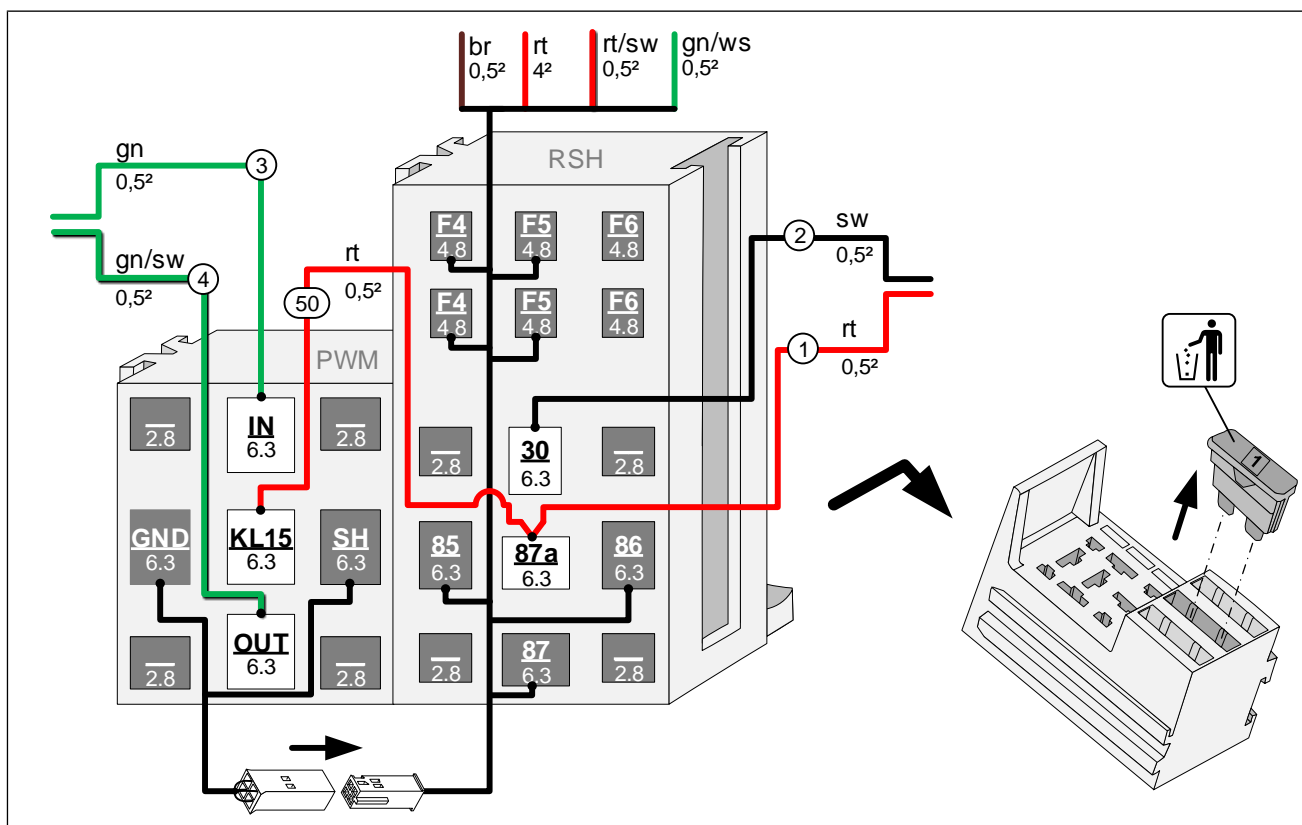 br
0,5²
rt
4²
rt/sw
0,5²
gn/ws
0,5²
gn
0,5²
3
RSH
F4
4.8
F5
4.8
F6
4.8
2
sw
0,5²
gn/sw
0,5²
4
rt
0,5²
50
F4
4.8
F5
4.8
F6
4.8
1
rt
0,5²
PWM
2.8
IN
6.3
2.8
2.8
30
6.3
2.8
GND
6.3
KL15
6.3
SH
6.3
85
6.3
87a
6.3
86
6.3
2.8
OUT
6.3
2.8
2.8
87
6.3
2.8
1